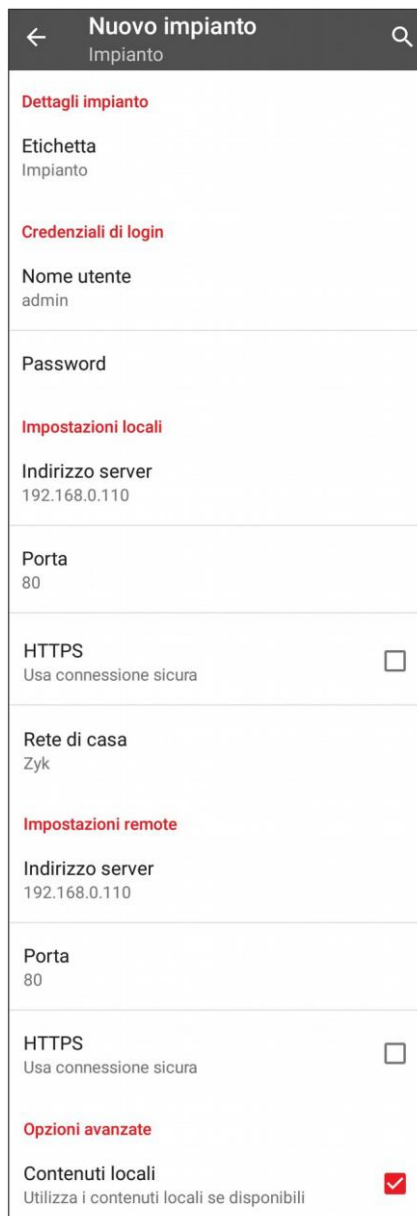 Nuovo impianto
Impianto
Dettagli impianto
Etichetta
Impianto
Credenziali di login
Nome utente
admin
Password
Impostazioni locali
Indirizzo server
192.168.0.110
Porta
80
HTTPS
Usa connessione sicura
Rete di casa
Zyk
Impostazioni remote
Indirizzo server
192.168.0.110
Porta
80
HTTPS
Usa connessione sicura
Opzioni avanzate
Contenuti locali
Utilizza i contenuti locali se disponibili